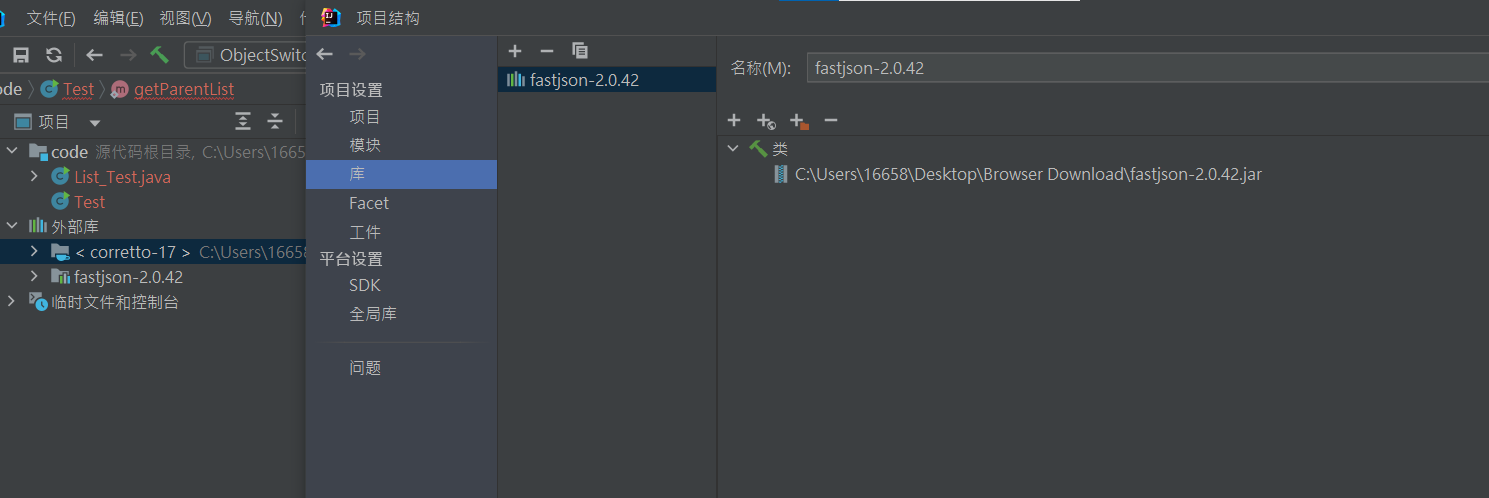 文件(F) 编辑(E) 视图(V) 导航(N)
ObjectSwitc
ode Test getParentList
项目
code 源代码根目录, C:\Users\1665
List_Test.java
Test
外部库
< corretto-17 > C:\Users\16658
fastjson-2.0.42
临时文件和控制台
项目结构
项目设置
项目
模块
库
Facet
工件
平台设置
SDK
全局库
问题
fastjson-2.0.42
名称(M): fastjson-2.0.42
类
C:\Users\16658\Desktop\Browser Download\fastjson-2.0.42.jar